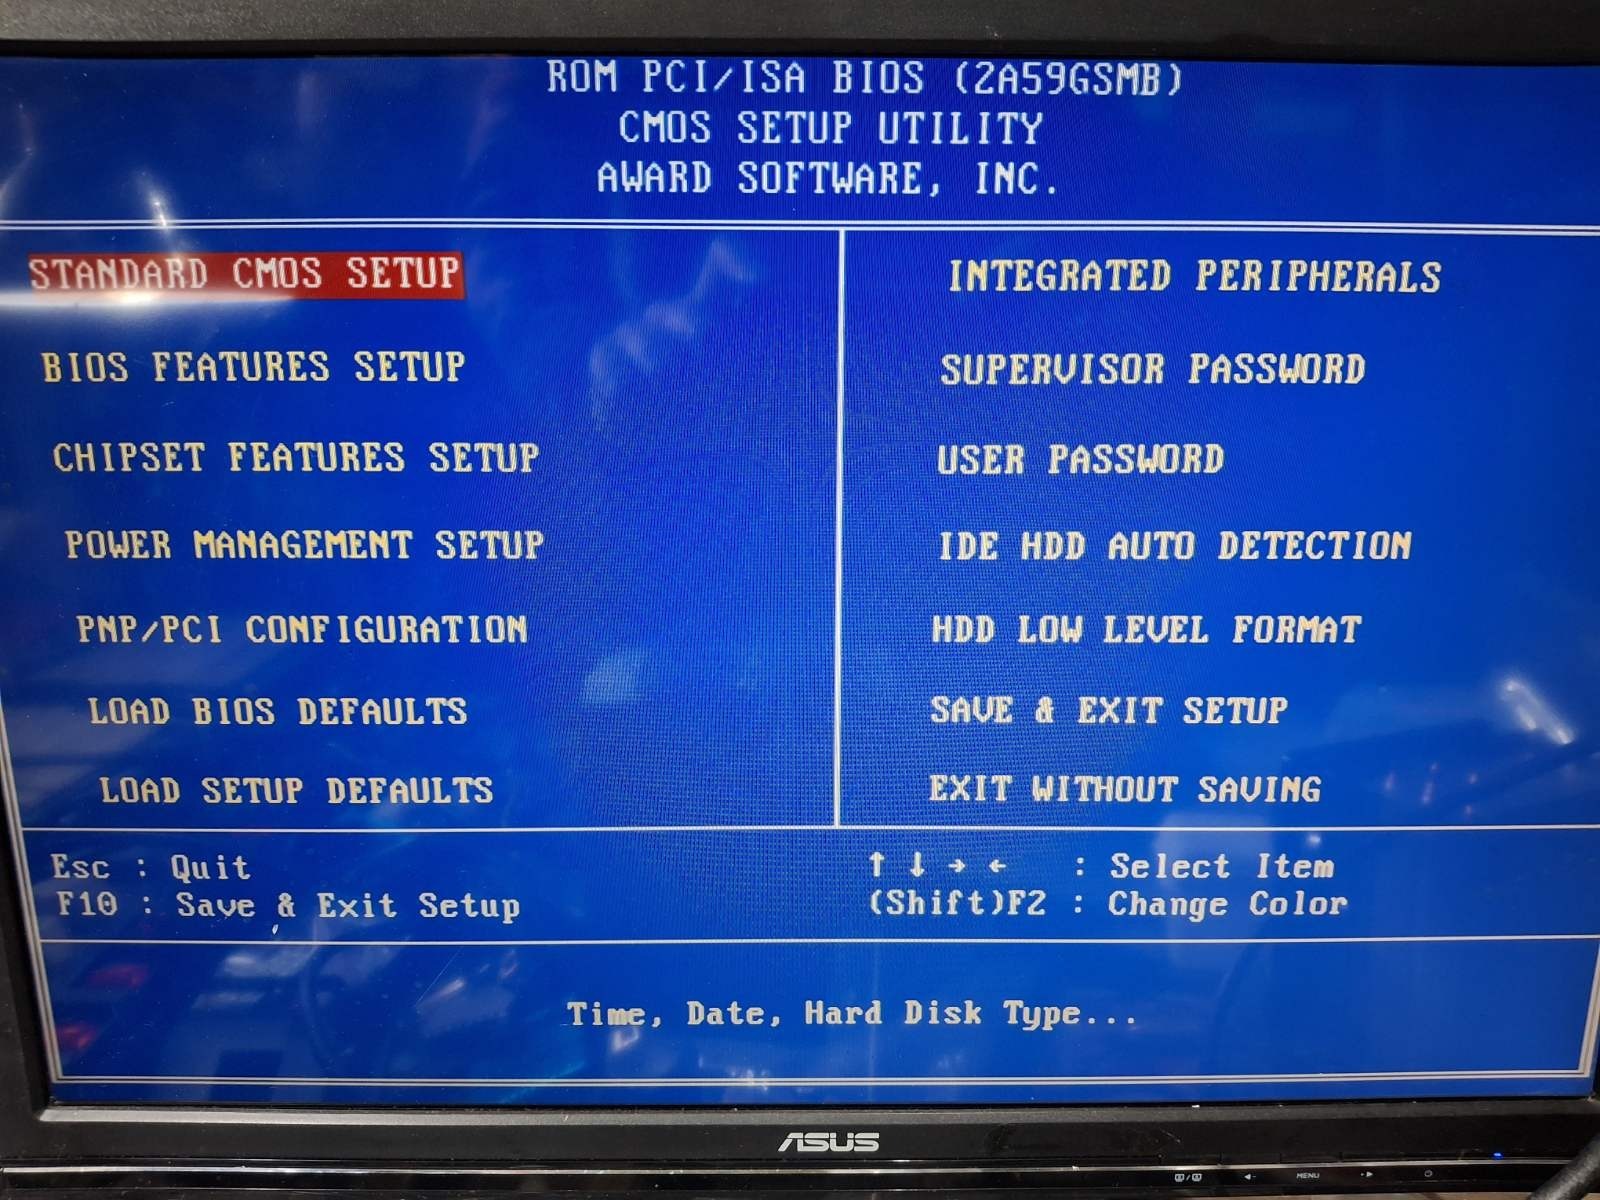 ROM PCI/ISA BIOS (2A59GSMB)
CMOS SETUP UTILITY
AWARD SOFTWARE, INC.
STANDARD CMOS SETUP
BIOS FEATURES SETUP
CHIPSET FEATURES SETUP
POWER MANAGEMENT SETUP
PNP/PCI CONFIGURATION
LOAD BIOS DEFAULTS
LOAD SETUP DEFAULTS
INTEGRATED PERIPHERALS
SUPERVISOR PASSWORD
USER PASSWORD
IDE HDD AUTO DETECTION
HDD LOW LEVEL FORMAT
SAVE & EXIT SETUP
EXIT WITHOUT SAVING
Esc : Quit
F10 : Save & Exit Setup
↑ ↓ → ← : Select Item
(Shift)F2 : Change Color
Time, Date, Hard Disk Type...
ASUS
MENU